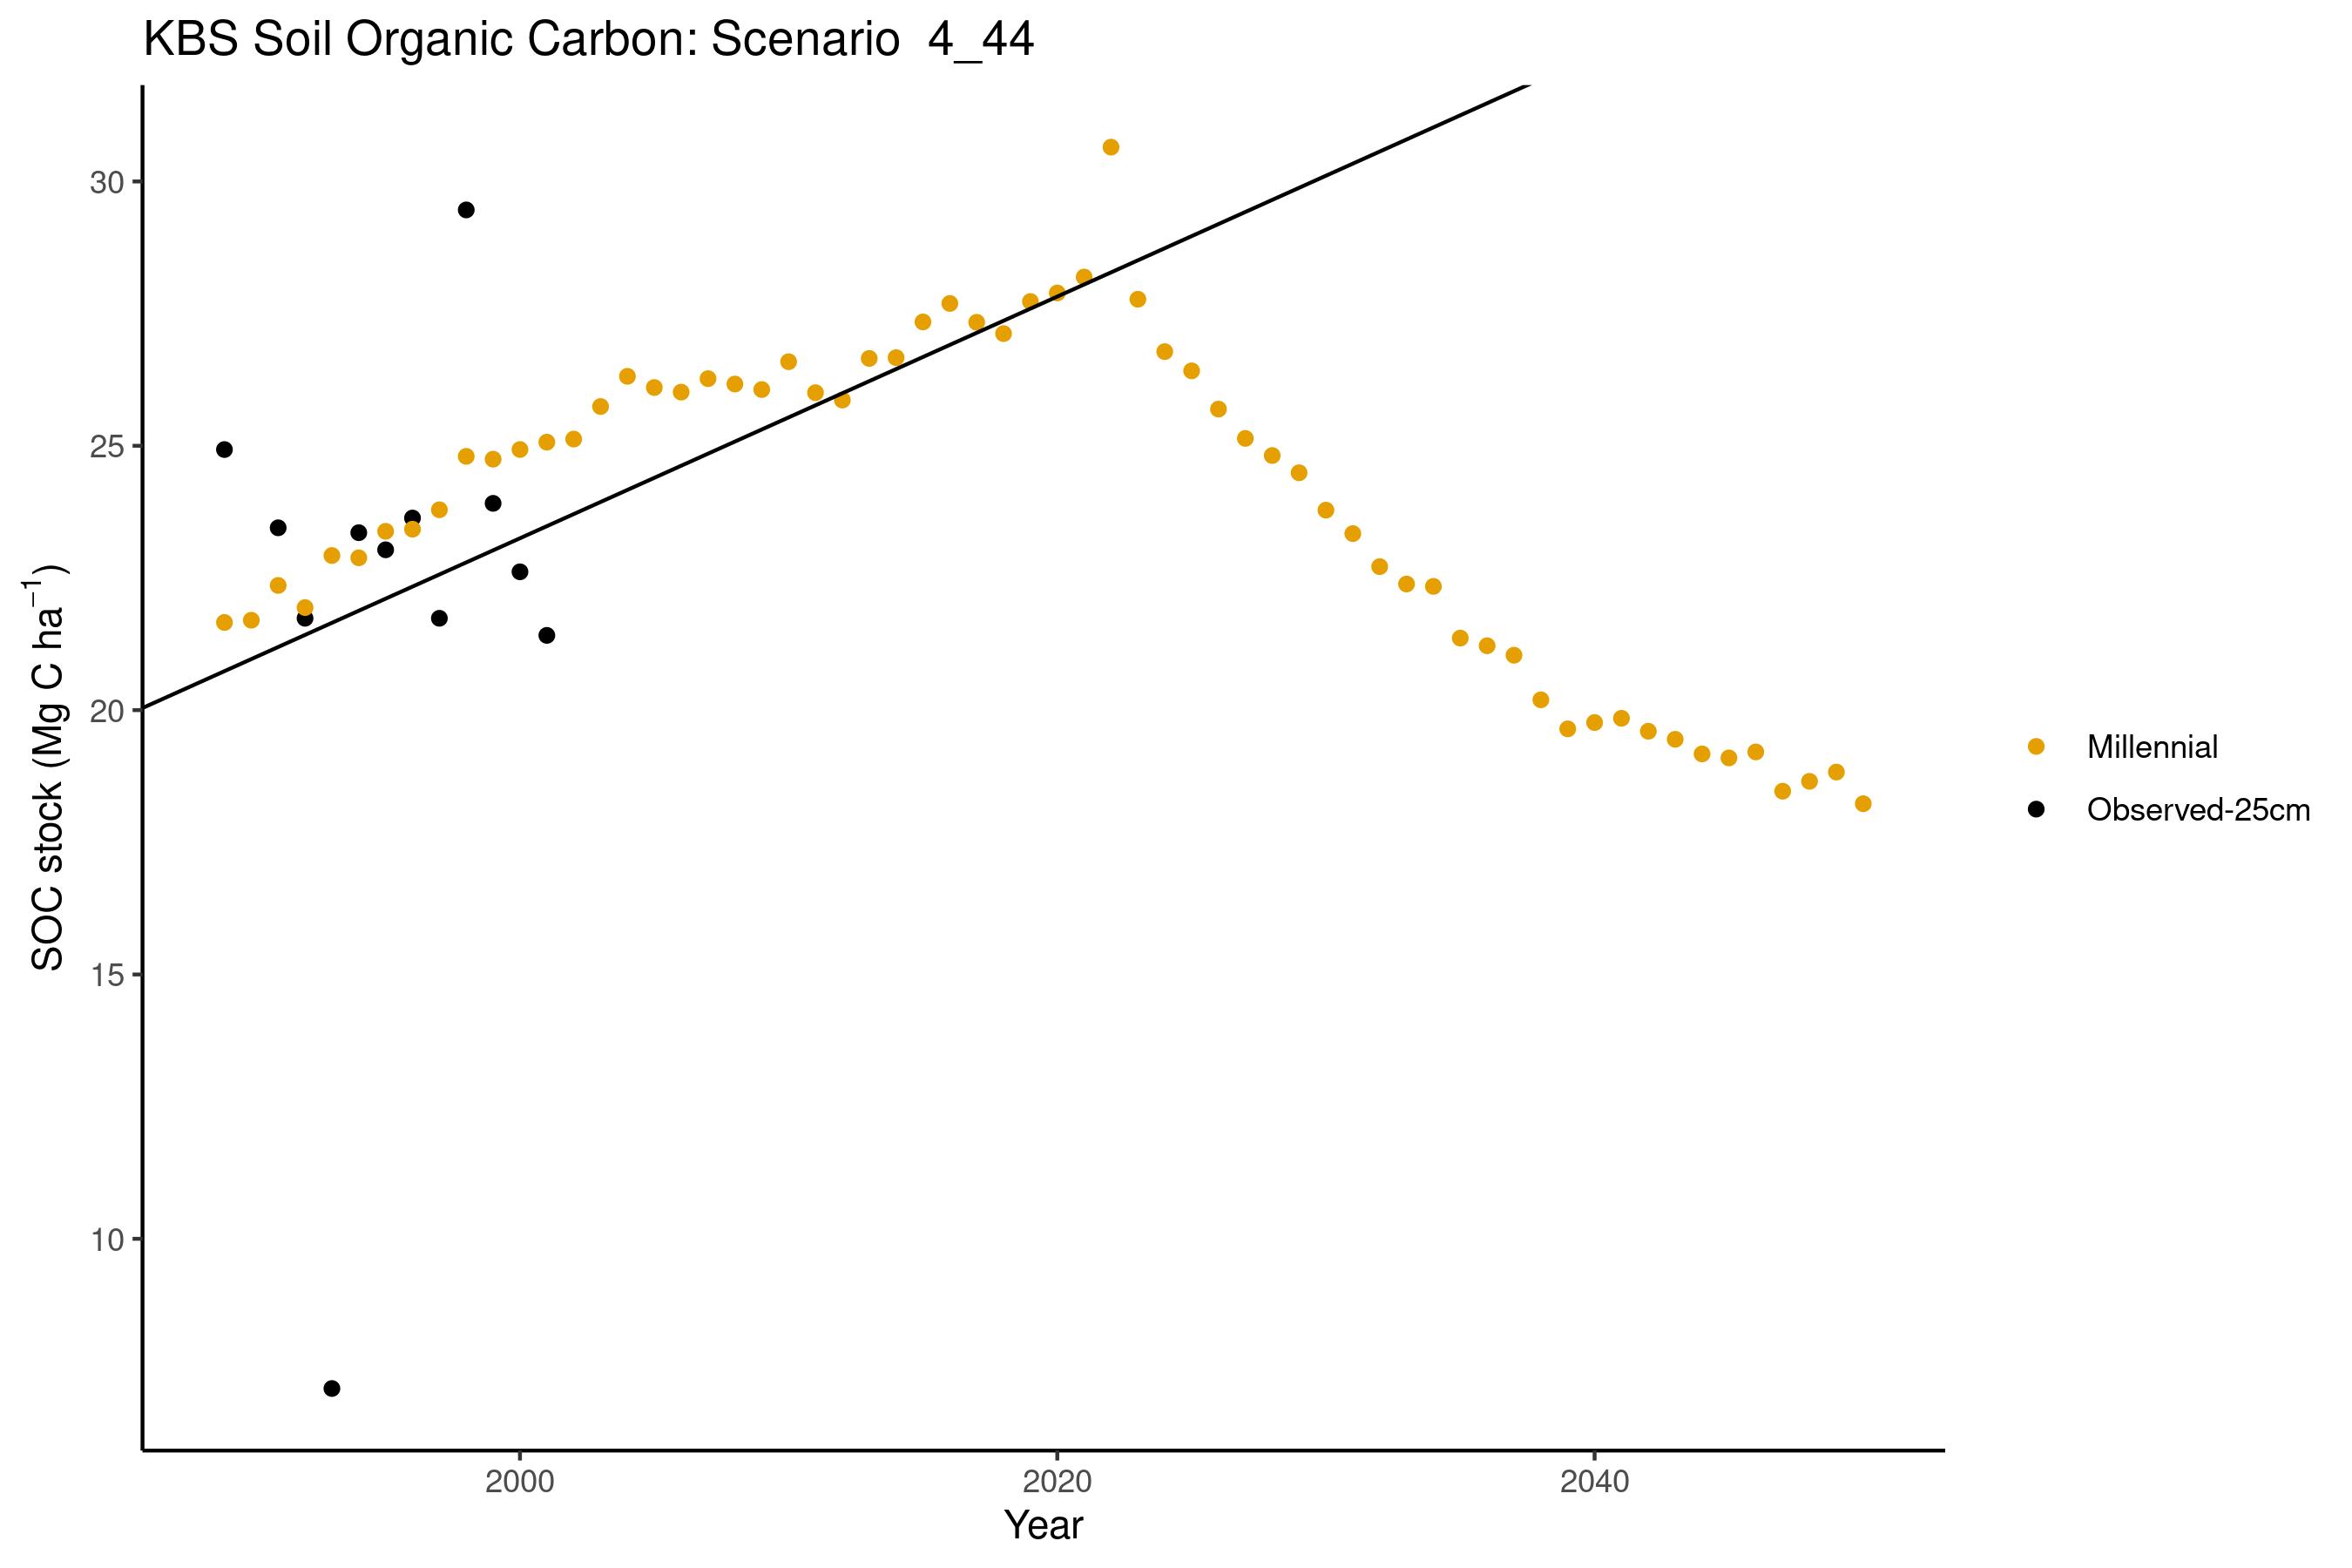 KBS Soil Organic Carbon: Scenario  4_44
SOC stock (Mg C ha−1)
30
25
20
15
10
2000
2020
2040
Year
Millennial
Observed-25cm